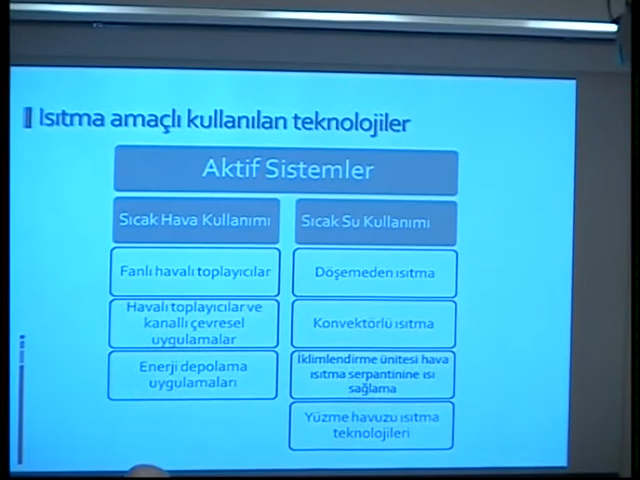 Isıtma amaçlı kullanılan teknolojiler
Aktif Sistemler
Sıcak Hava Kullanımı
Fanlı havalı toplayıcılar
Havalı toplayıcılar ve
kanallı çevresel
uygulamalar
Enerji depolama
uygulamaları
Sıcak Su Kullanımı
Döşemeden ısıtma
Konvektörlü ısıtma
İklimlendirme ünitesi hava
ısıtma serpantinine ısı
sağlama
Yüzme havuzu ısıtma
teknolojileri